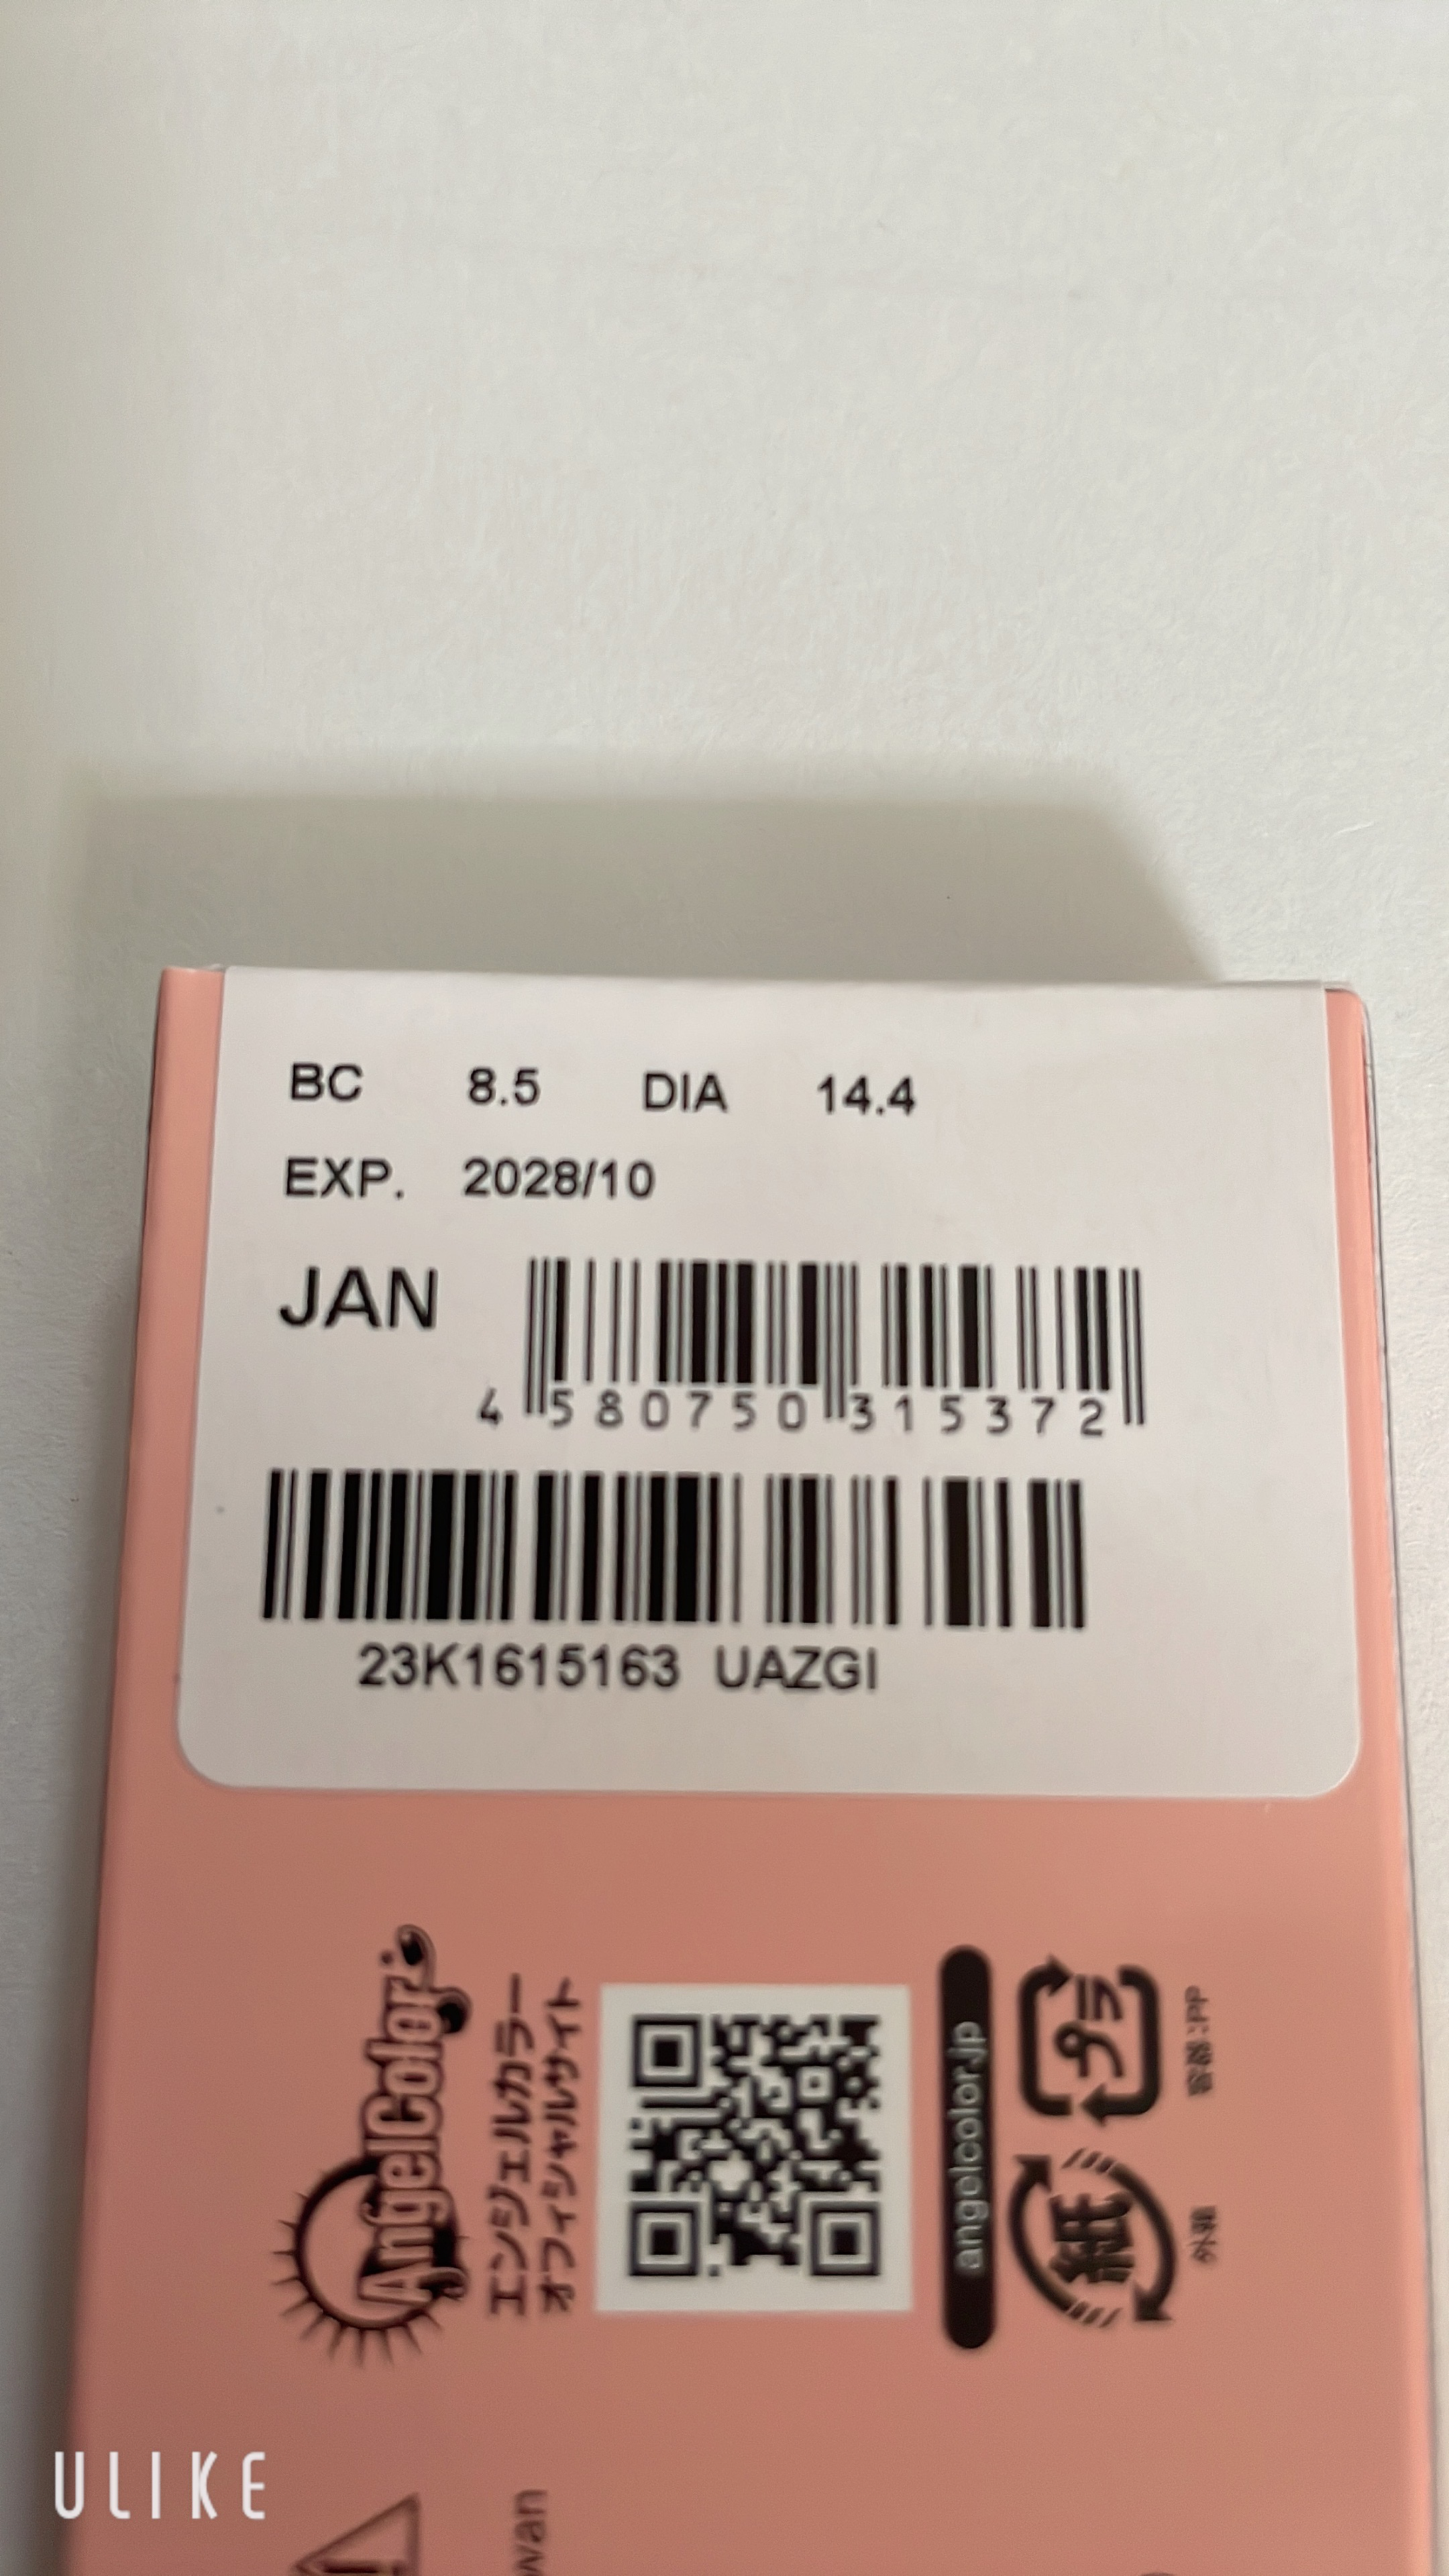 BC 8.5 DIA 14.4
EXP. 2028/10
JAN
4 580750 315372
23K1615163 UAZGI
AngelColor
エンジェルカラー
オフィシャルサイト
angelcolor.jp
プラ
容器:PP
紙
外箱
ULIKE